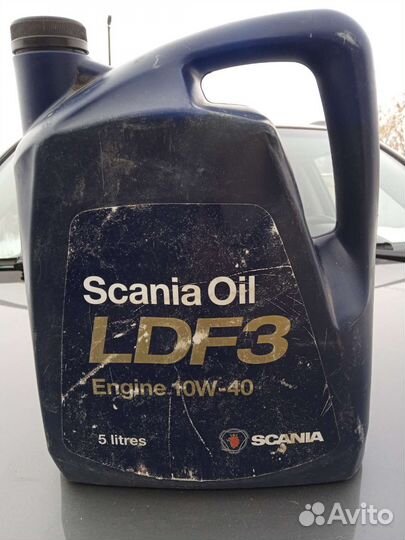 Scania Oil
LDF3
Engine 10W-40
5 litres
SCANIA
Avito